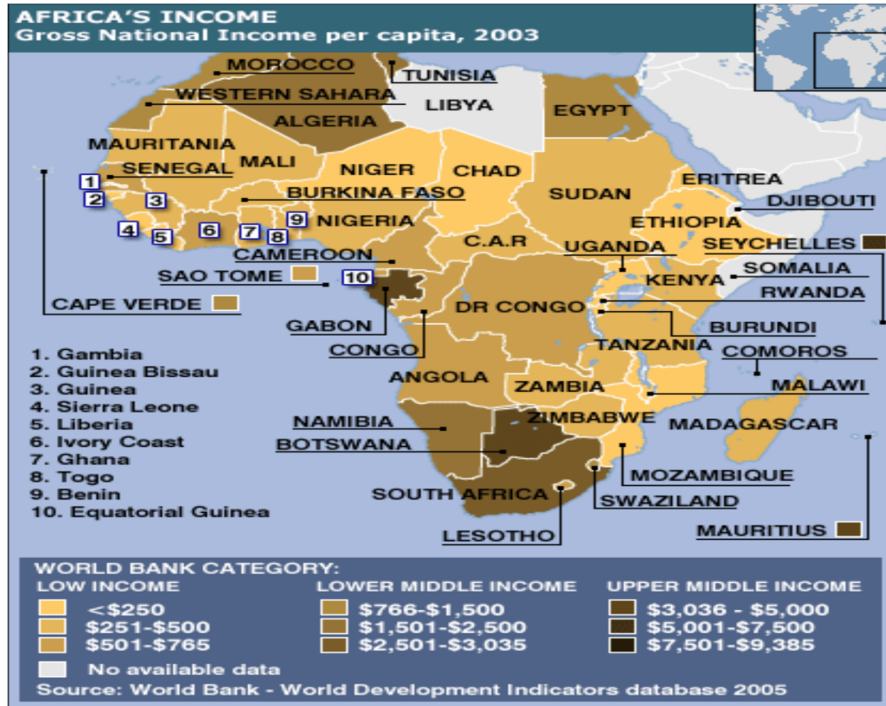 AFRICA'S INCOME
Gross National Income per capita, 2003
MOROCCO
TUNISIA
WESTERN SAHARA
LIBYA
EGYPT
ALGERIA
MAURITANIA
MALI
NIGER
CHAD
SENEGAL
SUDAN
ERITREA
1
2
3
BURKINA FASO
DJIBOUTI
4
5
6
7
8
9
NIGERIA
ETHIOPIA
C.A.R
UGANDA
SEYCHELLES
CAMEROON
SAO TOME
10
KENYA
SOMALIA
CAPE VERDE
DR CONGO
RWANDA
GABON
BURUNDI
CONGO
TANZANIA
COMOROS
ANGOLA
ZAMBIA
MALAWI
1. Gambia
2. Guinea Bissau
3. Guinea
4. Sierra Leone
5. Liberia
6. Ivory Coast
7. Ghana
8. Togo
9. Benin
10. Equatorial Guinea
NAMIBIA
ZIMBABWE
MADAGASCAR
BOTSWANA
MOZAMBIQUE
SOUTH AFRICA
SWAZILAND
LESOTHO
MAURITIUS
WORLD BANK CATEGORY:
LOW INCOME
<$250
$251-$500
$501-$765
No available data
LOWER MIDDLE INCOME
$766-$1,500
$1,501-$2,500
$2,501-$3,035
UPPER MIDDLE INCOME
$3,036 - $5,000
$5,001-$7,500
$7,501-$9,385
Source: World Bank - World Development Indicators database 2005